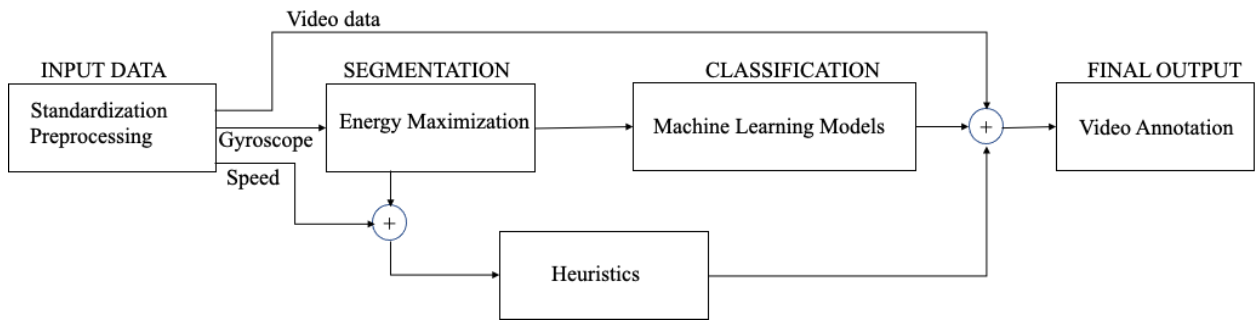 Video data
INPUT DATA
SEGMENTATION
CLASSIFICATION
FINAL OUTPUT
Standardization
Preprocessing
Energy Maximization
Machine Learning Models
+
Video Annotation
Gyroscope
Speed
+
Heuristics